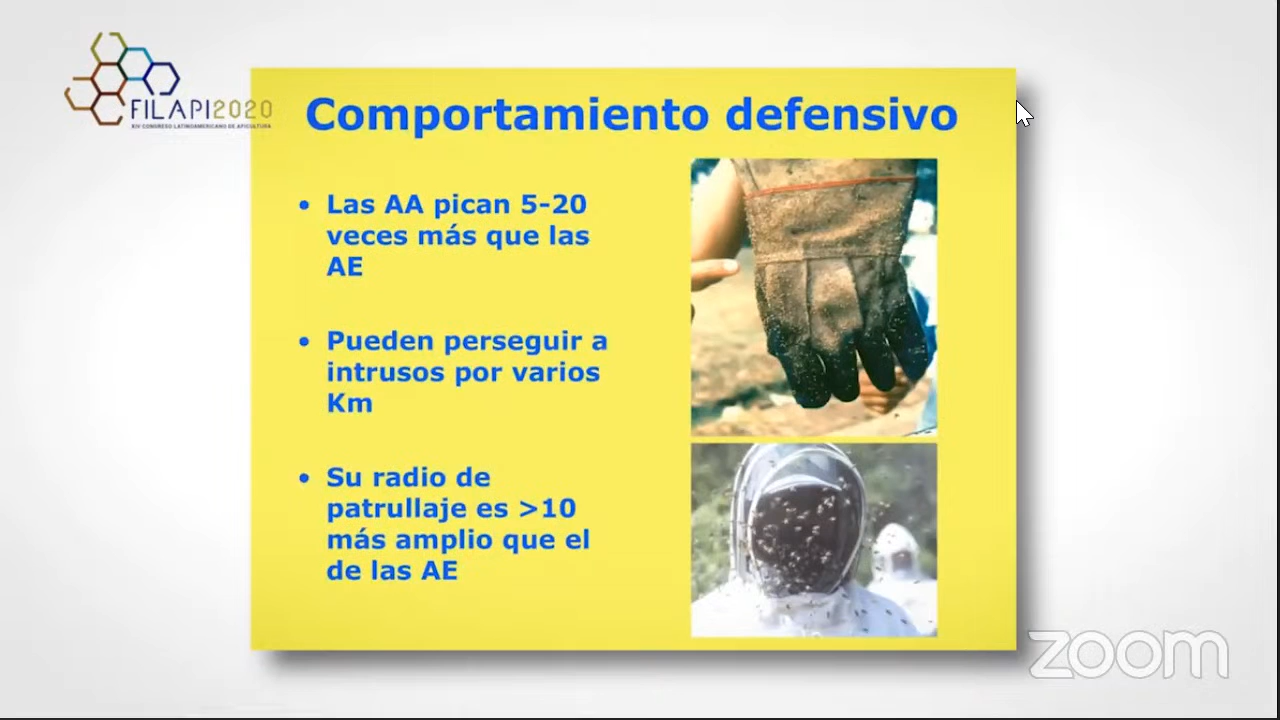 FILAPI2020
XIV CONGRESO LATINOAMERICANO DE APICULTURA
Comportamiento defensivo
• Las AA pican 5-20
veces más que las
AE
• Pueden perseguir a
intrusos por varios
Km
• Su radio de
patrullaje es >10
más amplio que el
de las AE
zoom